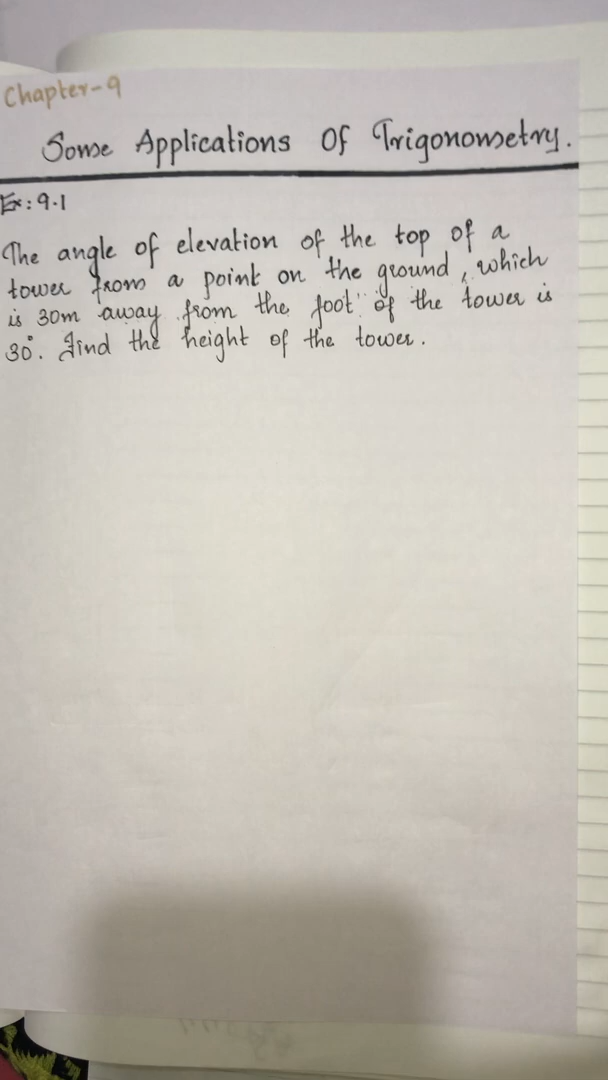 Chapter-9
Some Applications Of Trigonometry.
Ex: 9.1
The angle of elevation of the top of a
tower from a point on the ground, which
is 30m away from the foot of the tower is
30°. Find the height of the tower.